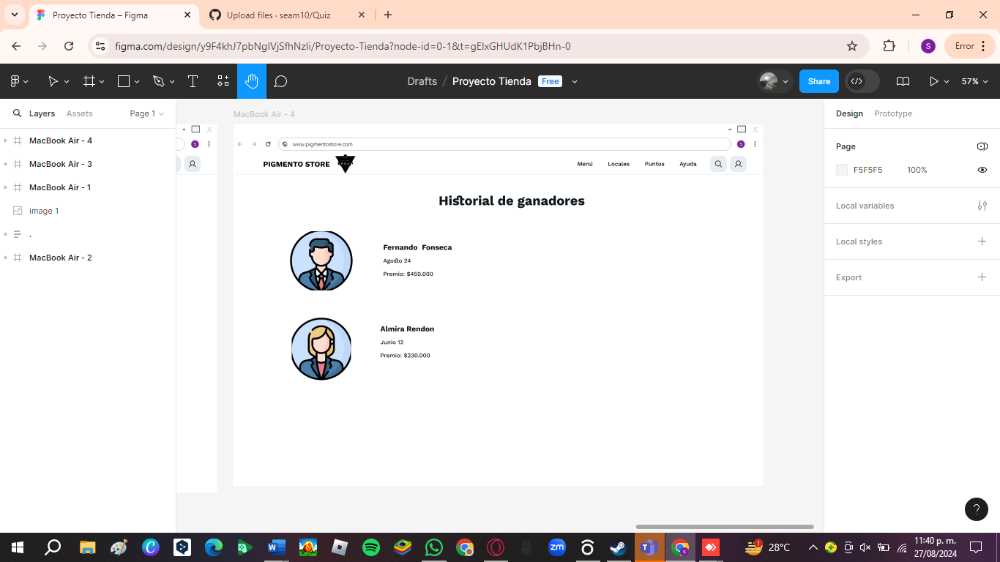 Proyecto Tienda – Figma
Upload files · seam10/Quiz
figma.com/design/y9F4khJ7pbNgIVjSfhNzli/Proyecto-Tienda?node-id=0-1&t=gEIxGHUdK1PbjBHn-0
S
Error
Drafts / Proyecto Tienda Free
Share
57%
Layers Assets Page 1
MacBook Air - 4
MacBook Air - 3
MacBook Air - 1
image 1
.
MacBook Air - 2
MacBook Air - 4
- X
S
- X
www.pigmentostore.com
S
PIGMENTO STORE
Menú Locales Puntos Ayuda
Historial de ganadores
Fernando Fonseca
Agosto 24
Premio: $450.000
Almira Rendon
Junio 12
Premio: $230.000
Design Prototype
Page
F5F5F5 100%
Local variables
Local styles
Export
?
zm
1
28°C
11:40 p. m.
27/08/2024